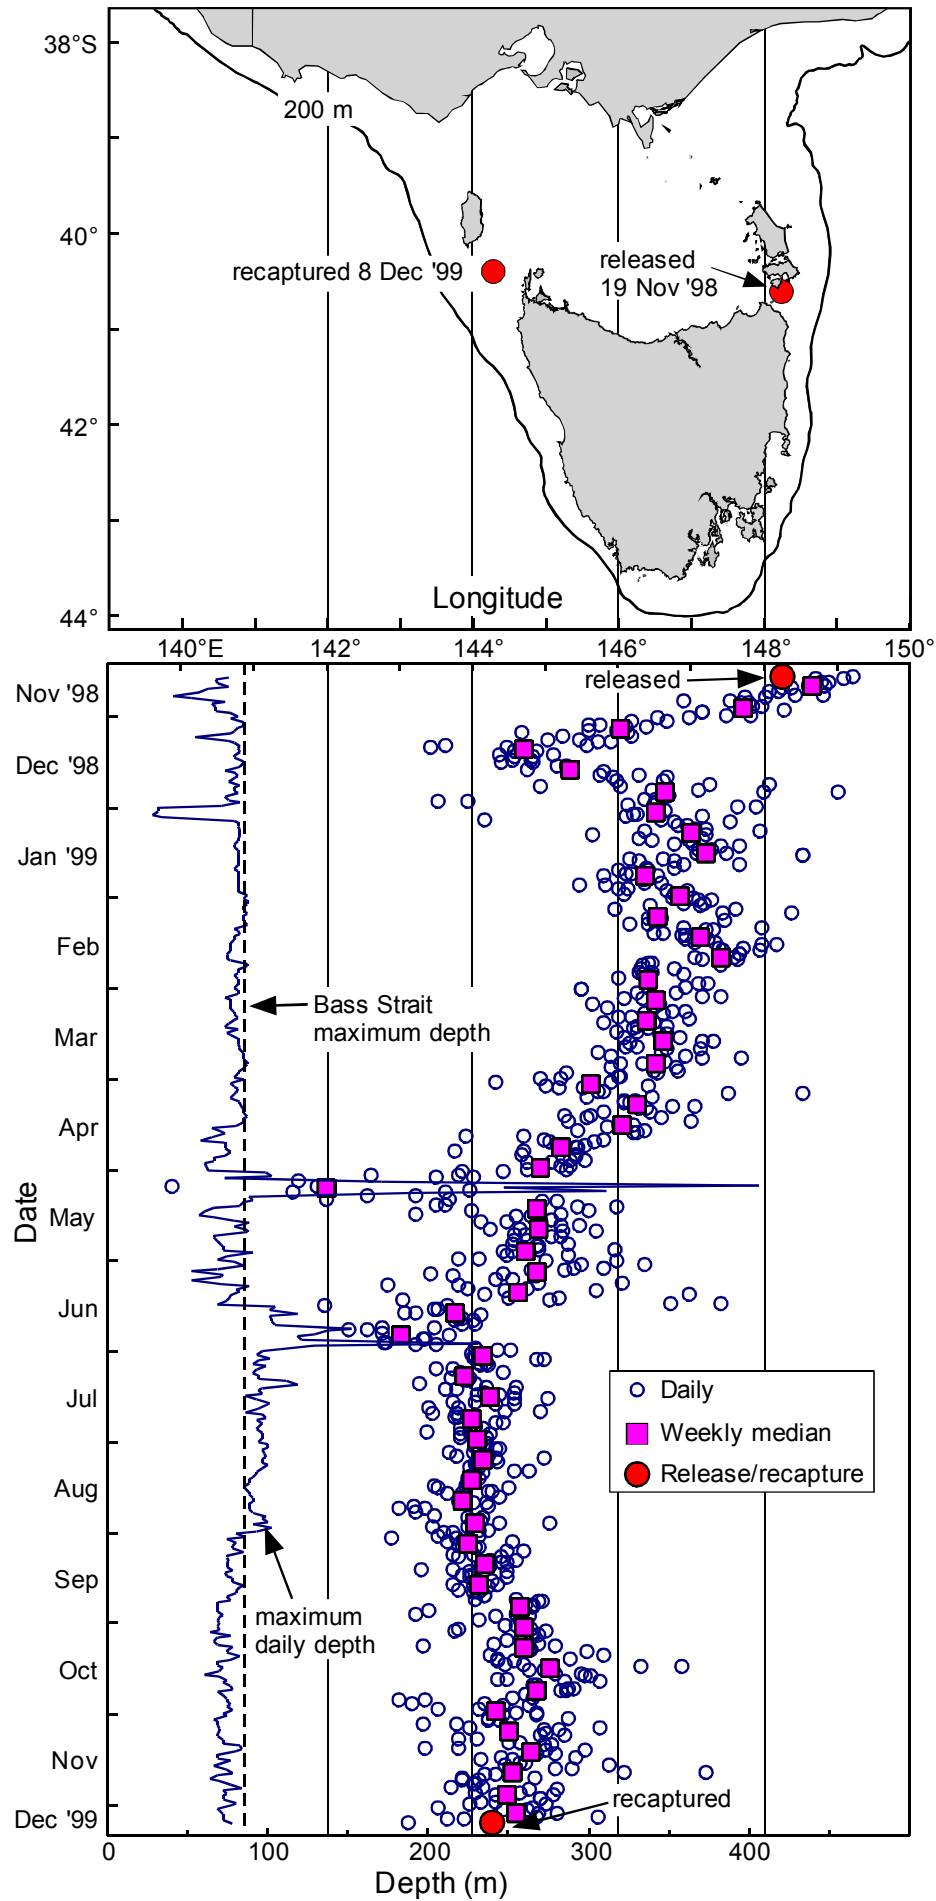 38°S
200 m
40°
recaptured 8 Dec '99
released
19 Nov '98
42°
44°
Longitude
140°E
142°
144°
146°
148°
150°
released
Nov '98
Dec '98
Jan '99
Feb
Bass Strait
maximum depth
Mar
Apr
Date
May
Jun
Jul
Daily
Weekly median
Release/recapture
Aug
Sep
maximum
daily depth
Oct
Nov
recaptured
Dec '99
0
100
200
300
400
Depth (m)